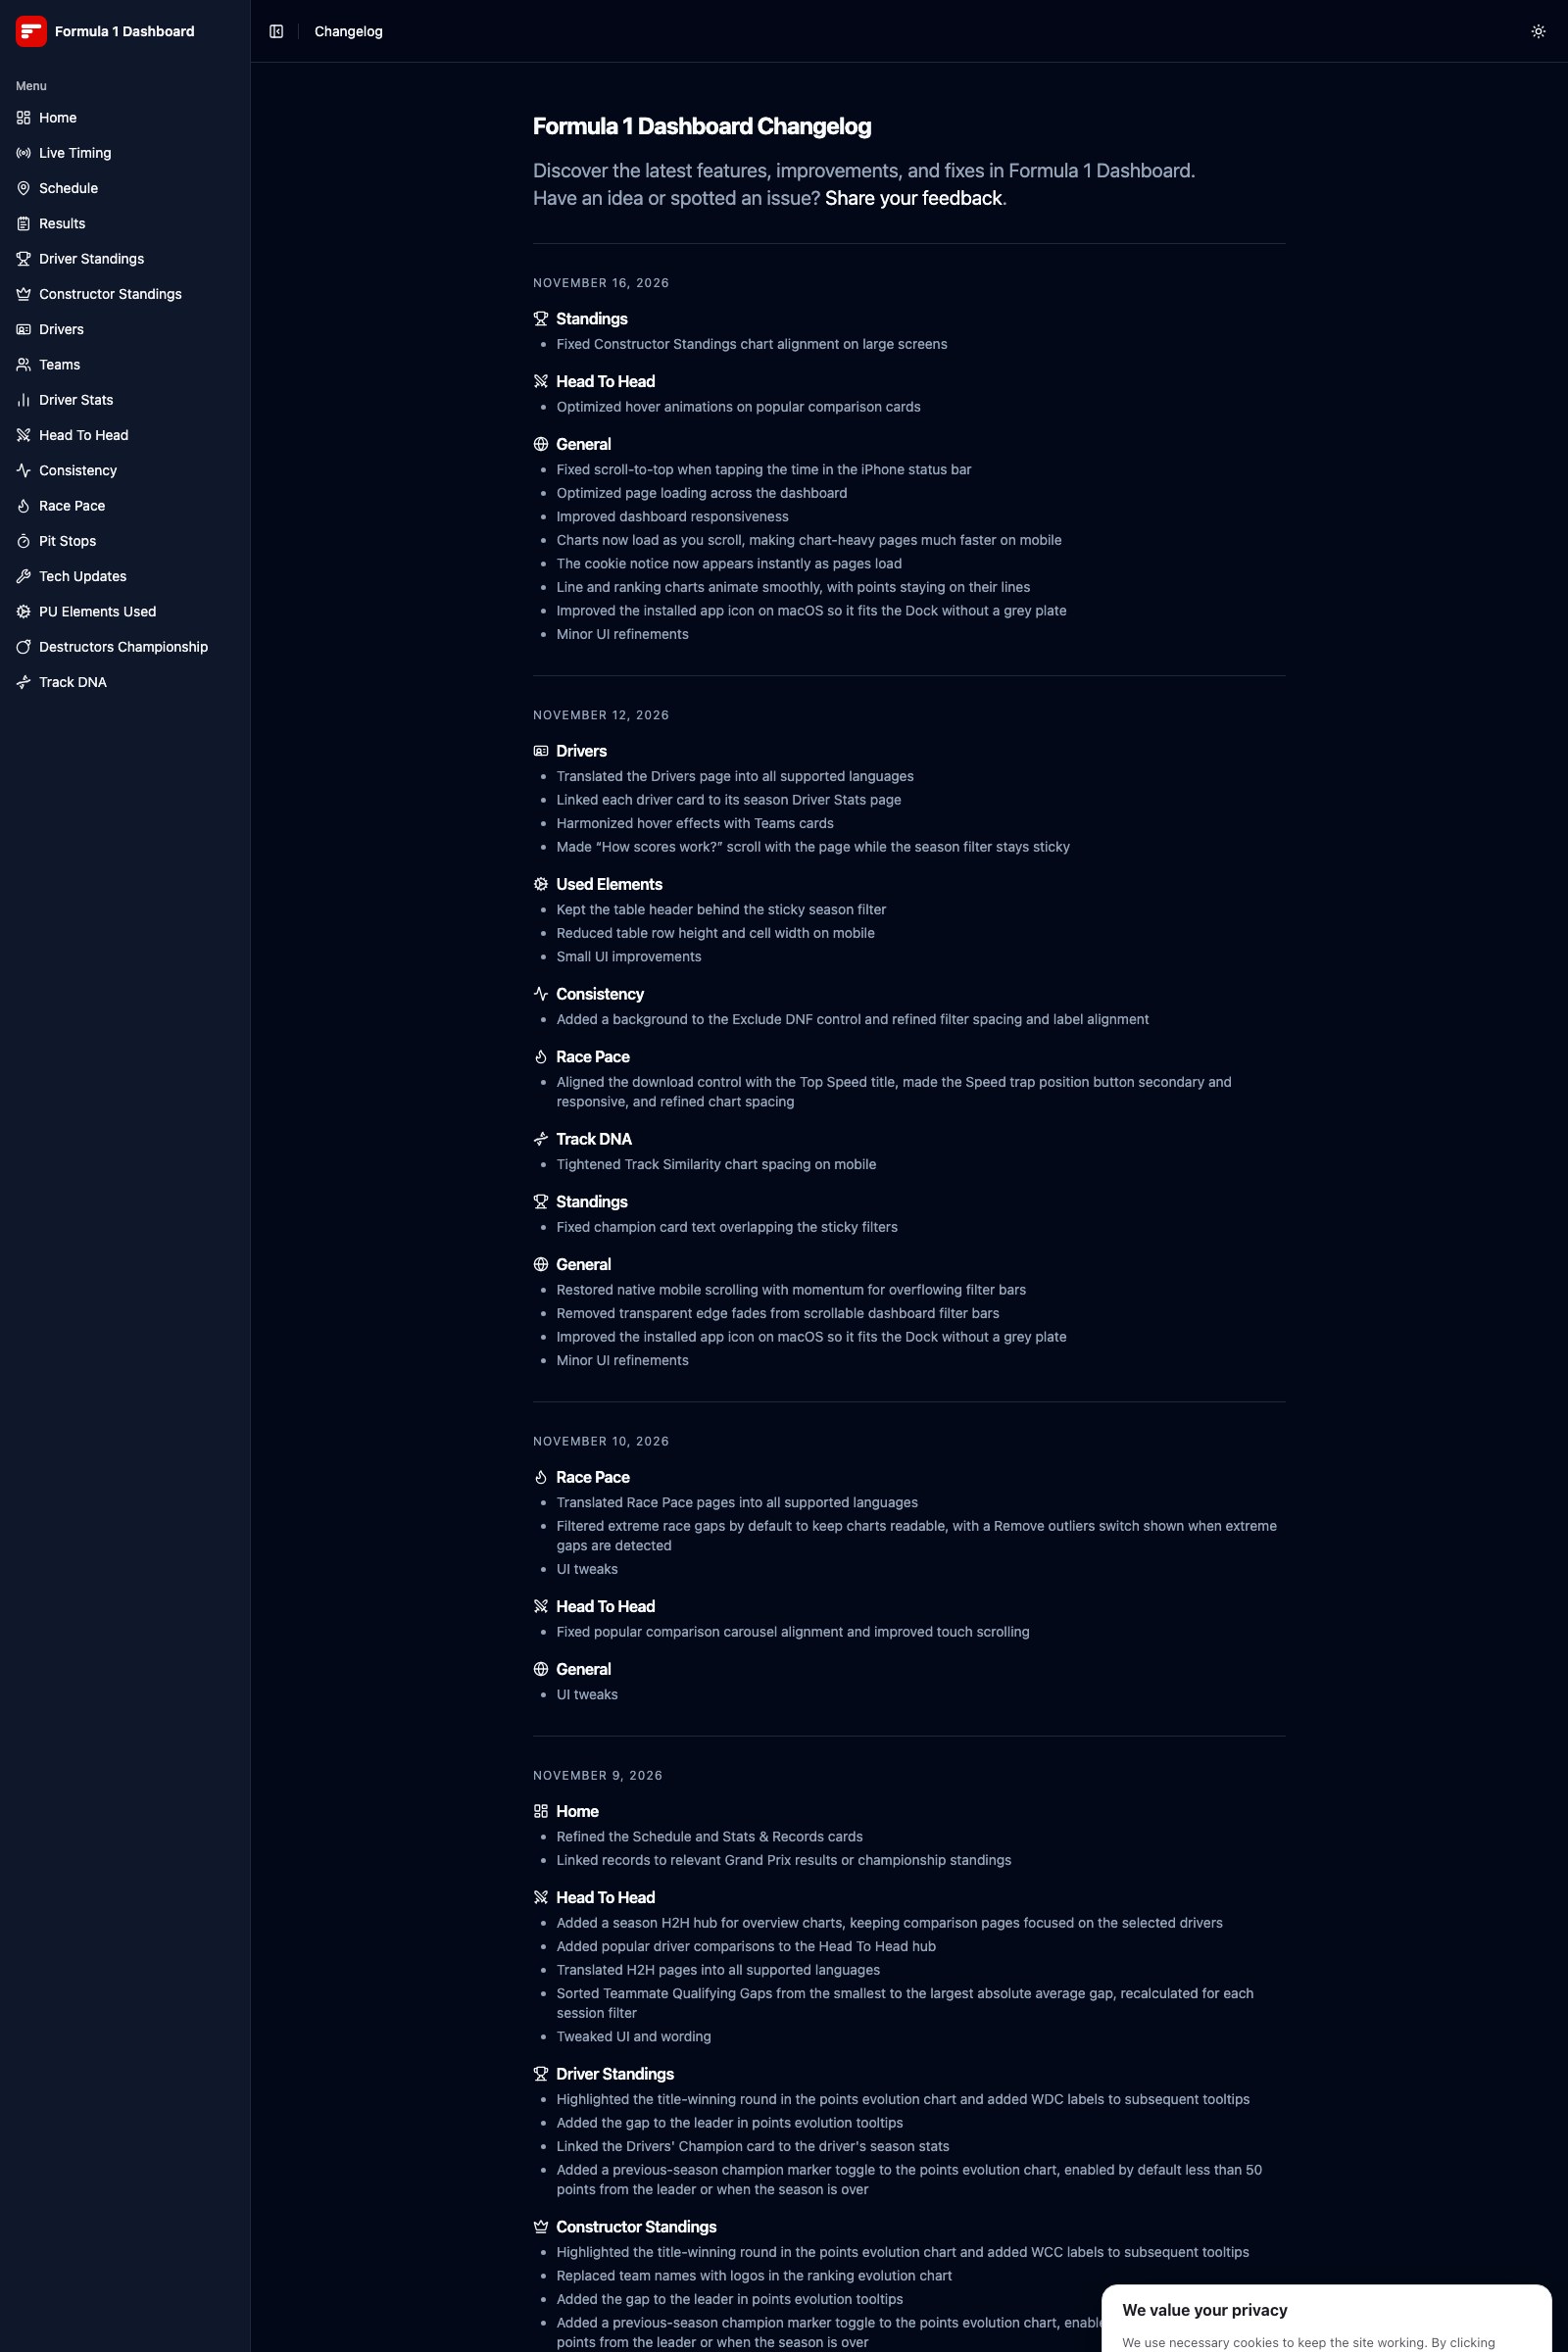 Formula 1 Dashboard
Menu
Home
Live Timing
Schedule
Results
Driver Standings
Constructor Standings
Drivers
Teams
Driver Stats
Head To Head
Consistency
Race Pace
Pit Stops
Tech Updates
PU Elements Used
Destructors Championship
Track DNA
Changelog
Formula 1 Dashboard Changelog
Discover the latest features, improvements, and fixes in Formula 1 Dashboard.
Have an idea or spotted an issue? Share your feedback.
NOVEMBER 16, 2026
Standings
Fixed Constructor Standings chart alignment on large screens
Head To Head
Optimized hover animations on popular comparison cards
General
Fixed scroll-to-top when tapping the time in the iPhone status bar
Optimized page loading across the dashboard
Improved dashboard responsiveness
Charts now load as you scroll, making chart-heavy pages much faster on mobile
The cookie notice now appears instantly as pages load
Line and ranking charts animate smoothly, with points staying on their lines
Improved the installed app icon on macOS so it fits the Dock without a grey plate
Minor UI refinements
NOVEMBER 12, 2026
Drivers
Translated the Drivers page into all supported languages
Linked each driver card to its season Driver Stats page
Harmonized hover effects with Teams cards
Made “How scores work?” scroll with the page while the season filter stays sticky
Used Elements
Kept the table header behind the sticky season filter
Reduced table row height and cell width on mobile
Small UI improvements
Consistency
Added a background to the Exclude DNF control and refined filter spacing and label alignment
Race Pace
Aligned the download control with the Top Speed title, made the Speed trap position button secondary and
responsive, and refined chart spacing
Track DNA
Tightened Track Similarity chart spacing on mobile
Standings
Fixed champion card text overlapping the sticky filters
General
Restored native mobile scrolling with momentum for overflowing filter bars
Removed transparent edge fades from scrollable dashboard filter bars
Improved the installed app icon on macOS so it fits the Dock without a grey plate
Minor UI refinements
NOVEMBER 10, 2026
Race Pace
Translated Race Pace pages into all supported languages
Filtered extreme race gaps by default to keep charts readable, with a Remove outliers switch shown when extreme
gaps are detected
UI tweaks
Head To Head
Fixed popular comparison carousel alignment and improved touch scrolling
General
UI tweaks
NOVEMBER 9, 2026
Home
Refined the Schedule and Stats & Records cards
Linked records to relevant Grand Prix results or championship standings
Head To Head
Added a season H2H hub for overview charts, keeping comparison pages focused on the selected drivers
Added popular driver comparisons to the Head To Head hub
Translated H2H pages into all supported languages
Sorted Teammate Qualifying Gaps from the smallest to the largest absolute average gap, recalculated for each
session filter
Tweaked UI and wording
Driver Standings
Highlighted the title-winning round in the points evolution chart and added WDC labels to subsequent tooltips
Added the gap to the leader in points evolution tooltips
Linked the Drivers' Champion card to the driver's season stats
Added a previous-season champion marker toggle to the points evolution chart, enabled by default less than 50
points from the leader or when the season is over
Constructor Standings
Highlighted the title-winning round in the points evolution chart and added WCC labels to subsequent tooltips
Replaced team names with logos in the ranking evolution chart
Added the gap to the leader in points evolution tooltips
Added a previous-season champion marker toggle to the points evolution chart,
points from the leader or when the season is over
We value your privacy
We use necessary cookies to keep the site working. By clicking